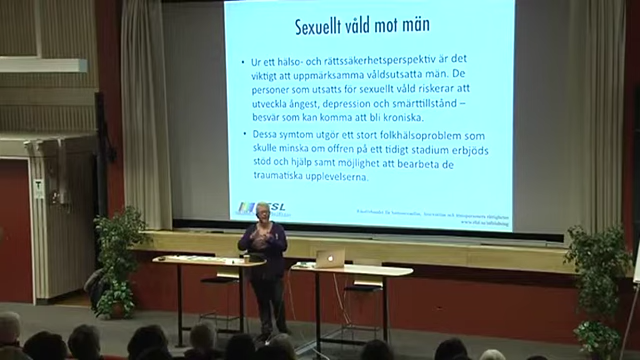 Sexuellt våld mot män
• Ur ett hälso- och rättssäkerhetsperspektiv är det
viktigt att uppmärksamma våldsutsatta män. De
personer som utsatts för sexuellt våld riskerar att
utveckla ångest, depression och smärttillstånd –
besvär som kan komma att bli kroniska.
• Dessa symtom utgör ett stort folkhälsoproblem som
skulle minska om offren på ett tidigt stadium erbjöds
stöd och hjälp samt möjlighet att bearbeta de
traumatiska upplevelserna.